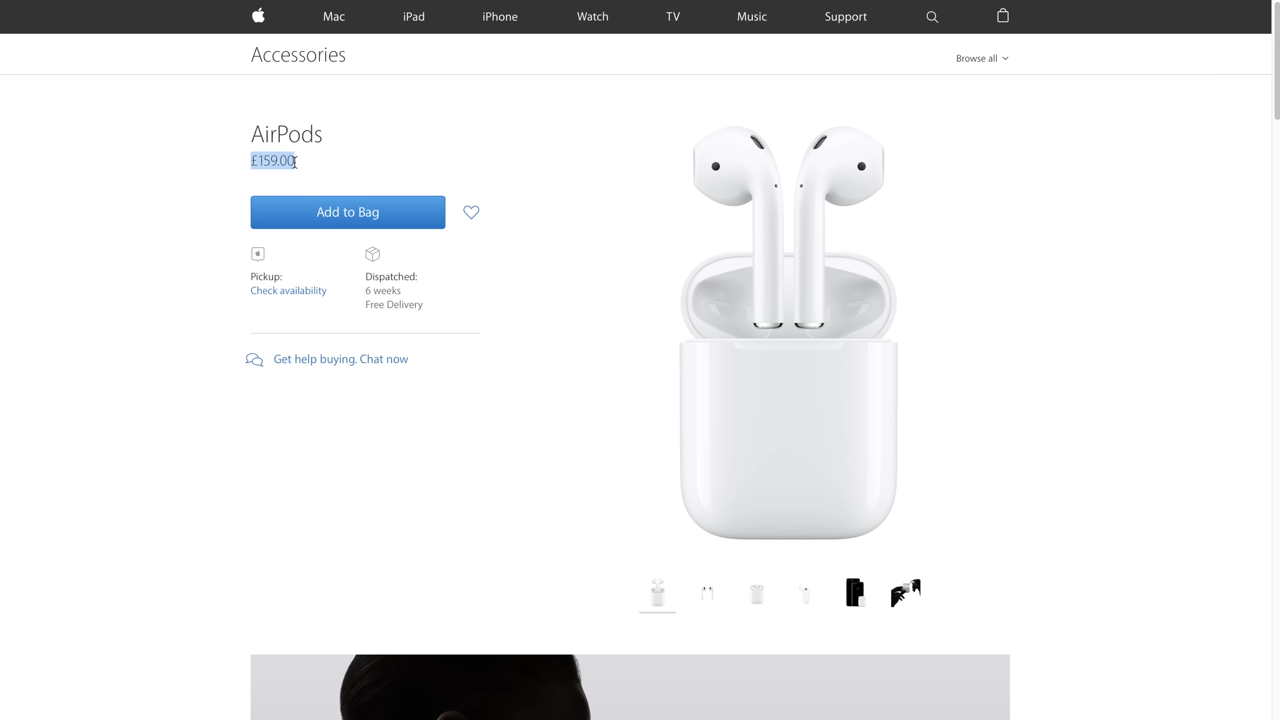 Mac iPad iPhone Watch TV Music Support
Accessories
Browse all
AirPods
£159.00
Add to Bag
Pickup:
Check availability
Dispatched:
6 weeks
Free Delivery
Get help buying. Chat now